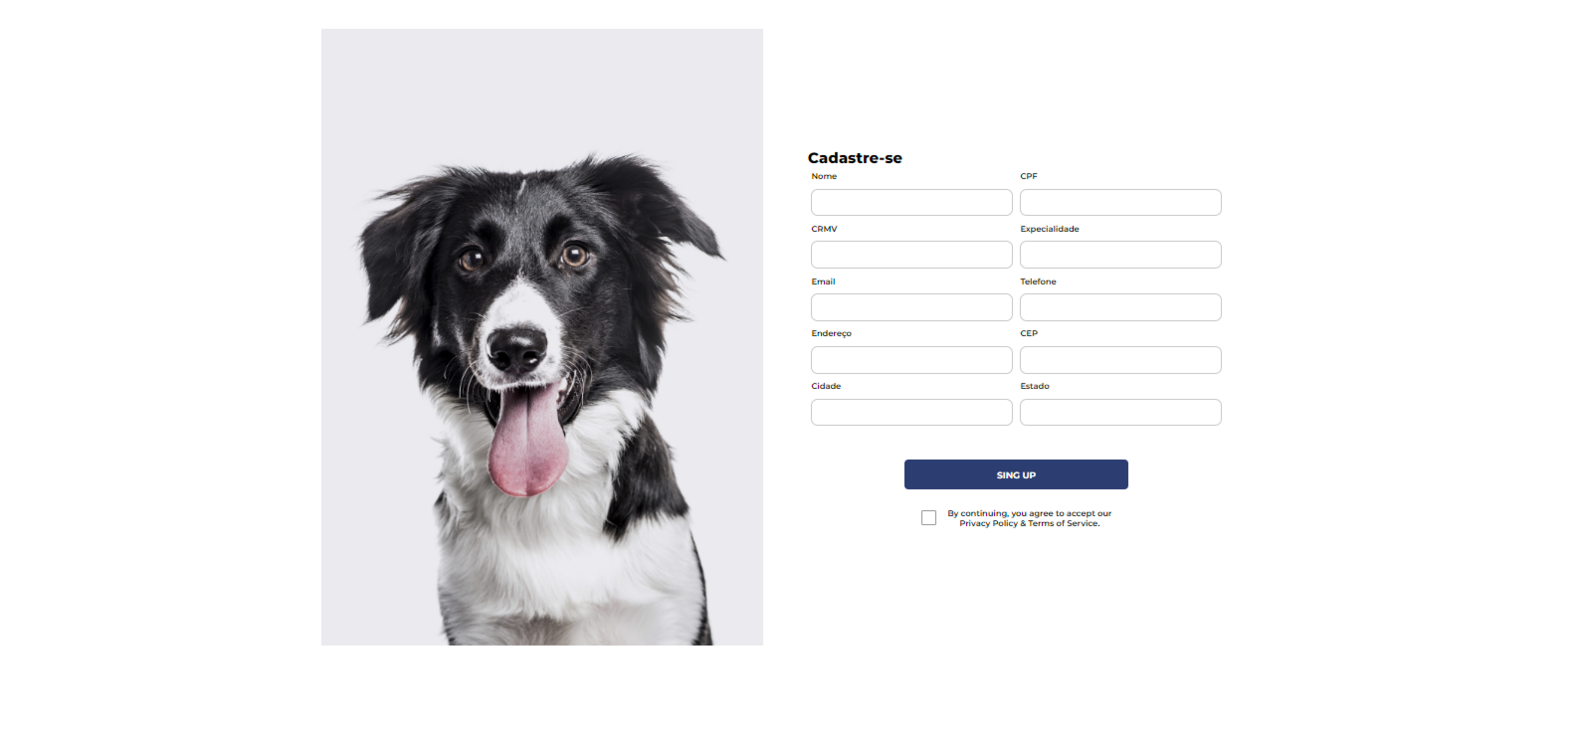 Cadastre-se
Nome CPF
CRMV Expecialidade
Email Telefone
Endereço CEP
Cidade Estado
SING UP
By continuing, you agree to accept our
Privacy Policy & Terms of Service.